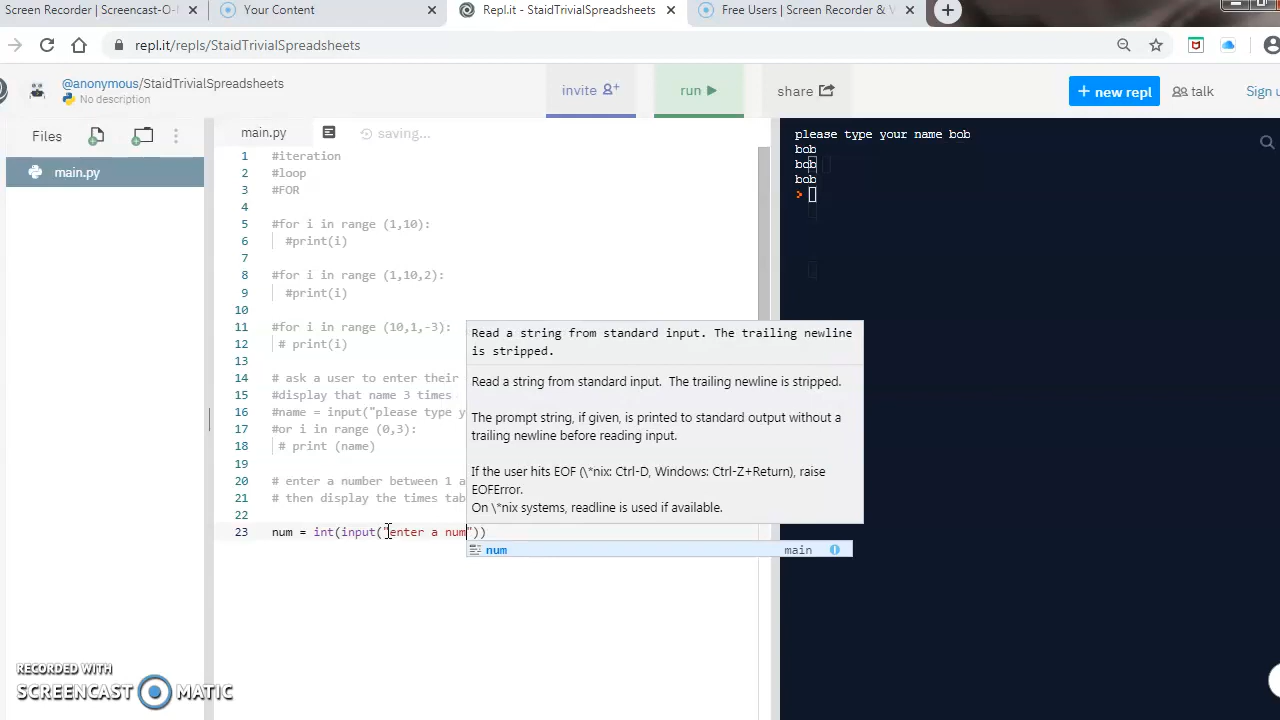 Screen Recorder | Screencast-O-
Your Content
Repl.it - StaidTrivialSpreadsheets
Free Users | Screen Recorder &
repl.it/repls/StaidTrivialSpreadsheets
@anonymous/StaidTrivialSpreadsheets
No description
invite
run
share
+ new repl
talk
Sign
Files
main.py
saving...
main.py
1 #iteration
2 #loop
3 #FOR
4
5 #for i in range (1,10):
6 #print(i)
7
8 #for i in range (1,10,2):
9 #print(i)
10
11 #for i in range (10,1,-3):
12 # print(i)
13
14 # ask a user to enter their
15 #display that name 3 times
16 #name = input("please type y
17 #or i in range (0,3):
18 # print (name)
19
20 # enter a number between 1 a
21 # then display the times tab
22
23 num = int(input("enter a num"))
Read a string from standard input. The trailing newline
is stripped.
Read a string from standard input. The trailing newline is stripped.
The prompt string, if given, is printed to standard output without a
trailing newline before reading input.
If the user hits EOF (\*nix: Ctrl-D, Windows: Ctrl-Z+Return), raise
EOFError.
On \*nix systems, readline is used if available.
num main
please type your name bob
bob
bob
bob
>
RECORDED WITH
SCREENCAST MATIC